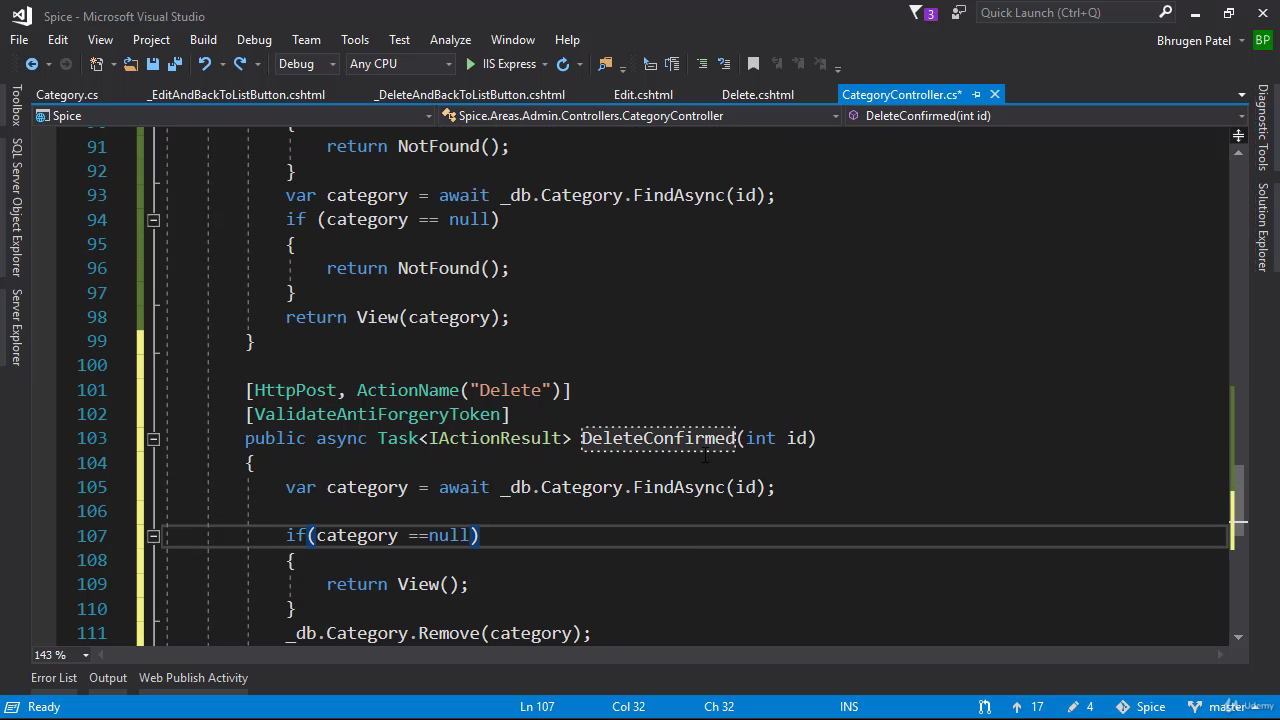 Spice - Microsoft Visual Studio
3
Quick Launch (Ctrl+Q)
File Edit View Project Build Debug Team Tools Test Analyze Window Help
Bhrugen Patel
BP
Debug
Any CPU
IIS Express
Category.cs
_EditAndBackToListButton.cshtml
_DeleteAndBackToListButton.cshtml
Edit.cshtml
Delete.cshtml
CategoryController.cs*
Spice
Spice.Areas.Admin.Controllers.CategoryController
DeleteConfirmed(int id)
Toolbox
SQL Server Object Explorer
Server Explorer
Diagnostic Tools
Solution Explorer
90 {
91 return NotFound();
92 }
93 var category = await _db.Category.FindAsync(id);
94 if (category == null)
95 {
96 return NotFound();
97 }
98 return View(category);
99 }
100
101 [HttpPost, ActionName("Delete")]
102 [ValidateAntiForgeryToken]
103 public async Task<IActionResult> DeleteConfirmed(int id)
104 {
105 var category = await _db.Category.FindAsync(id);
106
107 if(category ==null)
108 {
109 return View();
110 }
111 _db.Category.Remove(category);
143 %
Error List Output Web Publish Activity
Ready
Ln 107
Col 32
Ch 32
INS
17
4
Spice
master
Udemy